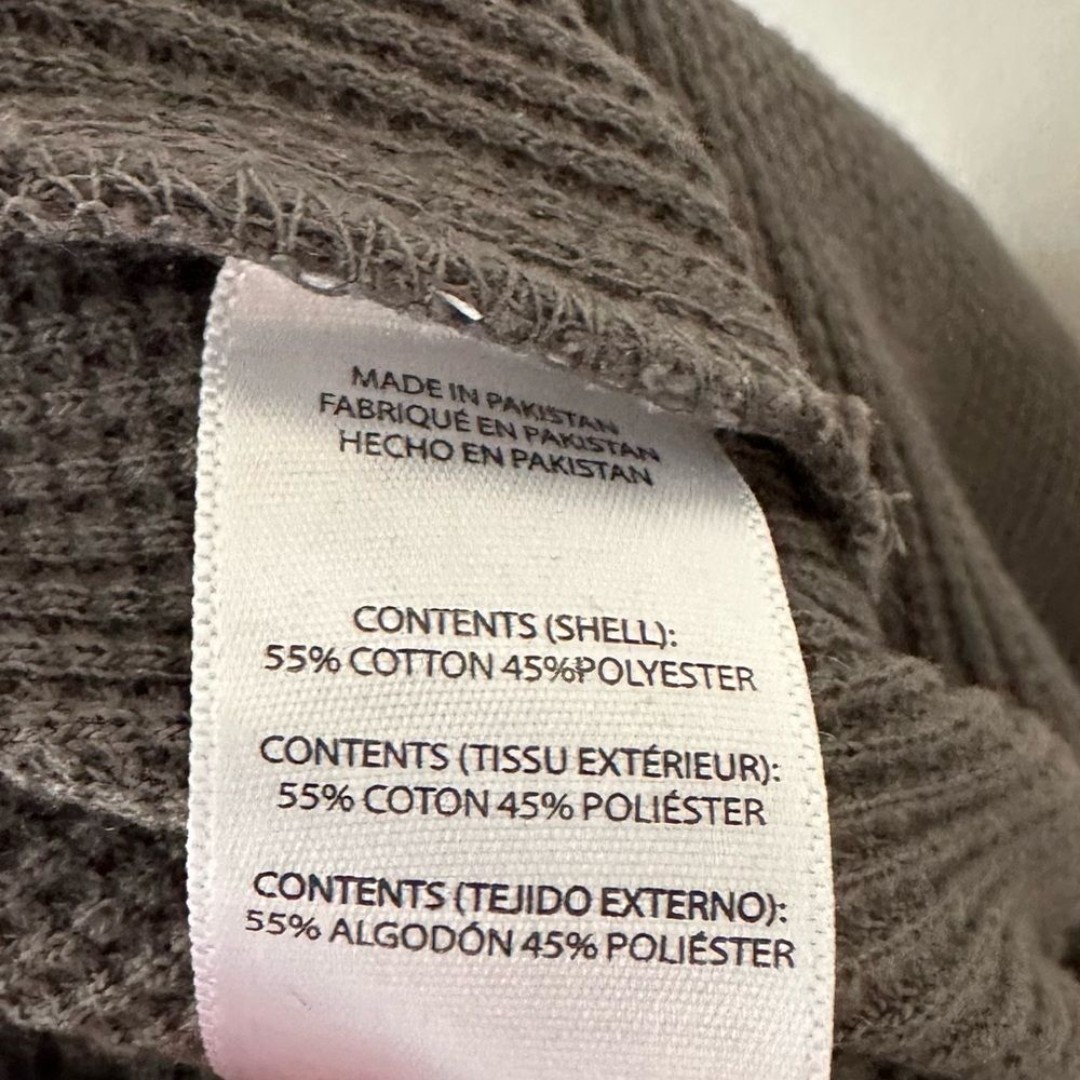 MADE IN PAKISTAN
FABRIQUÉ EN PAKISTAN
HECHO EN PAKISTAN
CONTENTS (SHELL):
55% COTTON 45%POLYESTER
CONTENTS (TISSU EXTÉRIEUR):
55% COTON 45% POLIÉSTER
CONTENTS (TEJIDO EXTERNO):
55% ALGODÓN 45% POLIÉSTER